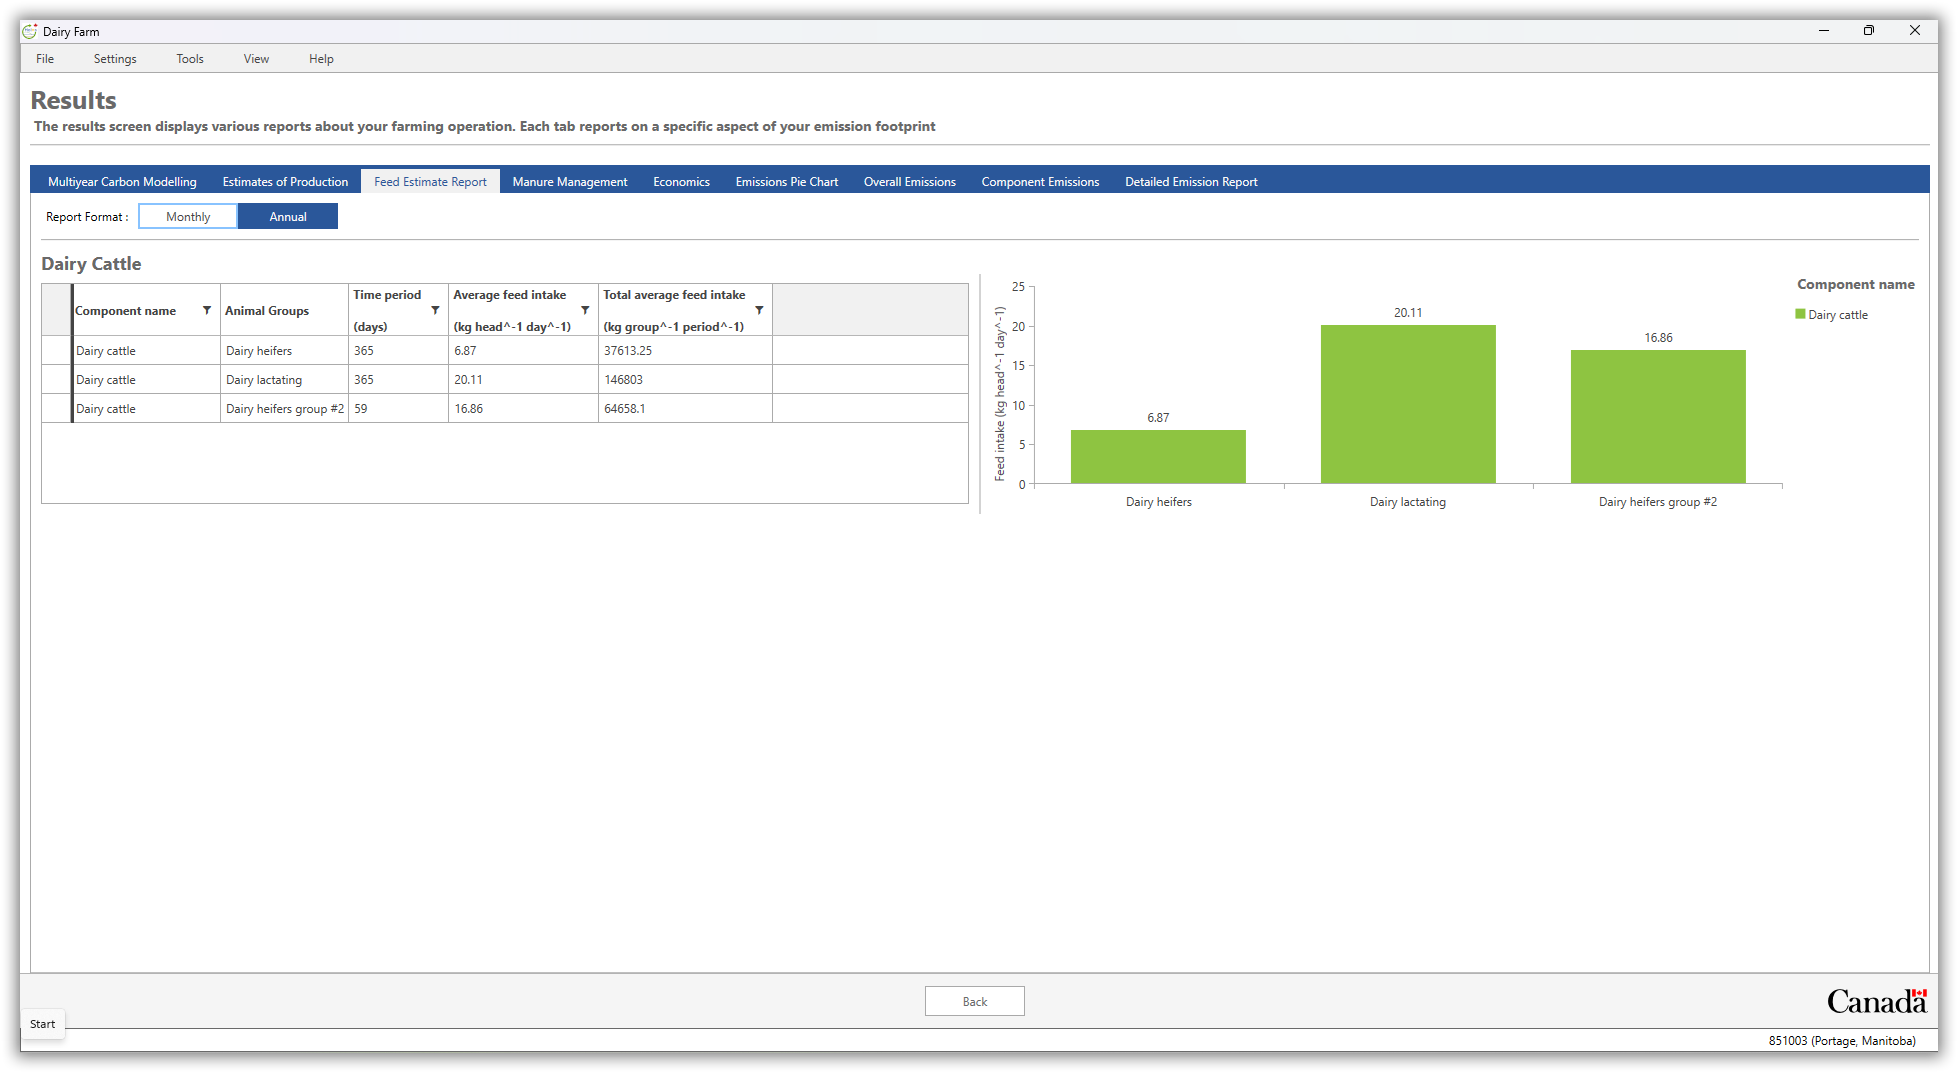 Dairy Farm
File Settings Tools View Help
Results
The results screen displays various reports about your farming operation. Each tab reports on a specific aspect of your emission footprint
Multiyear Carbon Modelling Estimates of Production Feed Estimate Report Manure Management Economics Emissions Pie Chart Overall Emissions Component Emissions Detailed Emission Report
Report Format : Monthly Annual
Dairy Cattle
Component name Animal Groups Time period (days) Average feed intake (kg head^-1 day^-1) Total average feed intake (kg group^-1 period^-1)
Dairy cattle Dairy heifers 365 6.87 37613.25
Dairy cattle Dairy lactating 365 20.11 146803
Dairy cattle Dairy heifers group #2 59 16.86 64658.1
Feed intake (kg head^-1 day^-1)
25
20
15
10
5
0
6.87
20.11
16.86
Dairy heifers Dairy lactating Dairy heifers group #2
Component name
Dairy cattle
Back
Canada
Start
851003 (Portage, Manitoba)